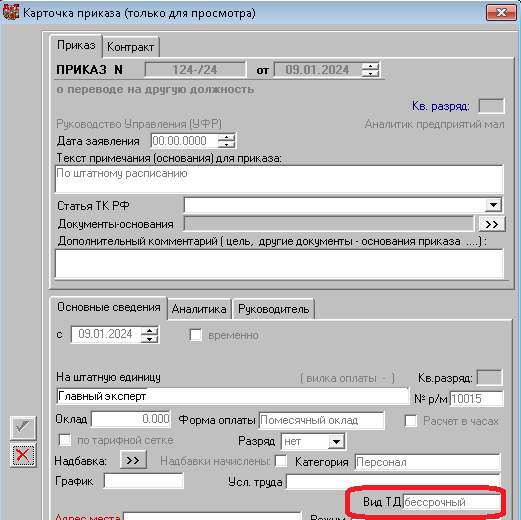 Карточка приказа (только для просмотра)
Приказ Контракт
ПРИКАЗ N 124-/24 от 09.01.2024
о переводе на другую должность
Кв. разряд:
Руководство Управления (УФР) Аналитик предприятий мал
Дата заявления 00.00.0000
Текст примечания (основания) для приказа:
По штатному расписанию
Статья ТК РФ
Документы-основания >>
Дополнительный комментарий ( цель, другие документы - основания приказа ....) :
Основные сведения Аналитика Руководитель
с 09.01.2024 временно
На штатную единицу ( вилка оплаты - ) Кв.разряд:
Главный эксперт № р/м 10015
Оклад 0.000 Форма оплаты Помесячный оклад Расчет в часах
по тарифной сетке Разряд нет
Надбавка: >> Надбавки начислены: Категория Персонал
График Усл. труда
Вид ТД бессрочный
Адрес места Режим